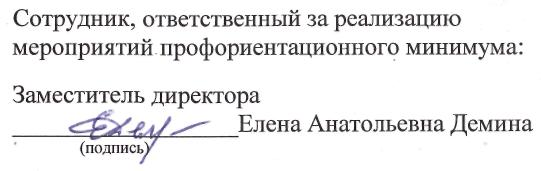 Сотрудник, ответственный за реализацию
мероприятий профориентационного минимума:
Заместитель директора
Елена Анатольевна Демина
(подпись)